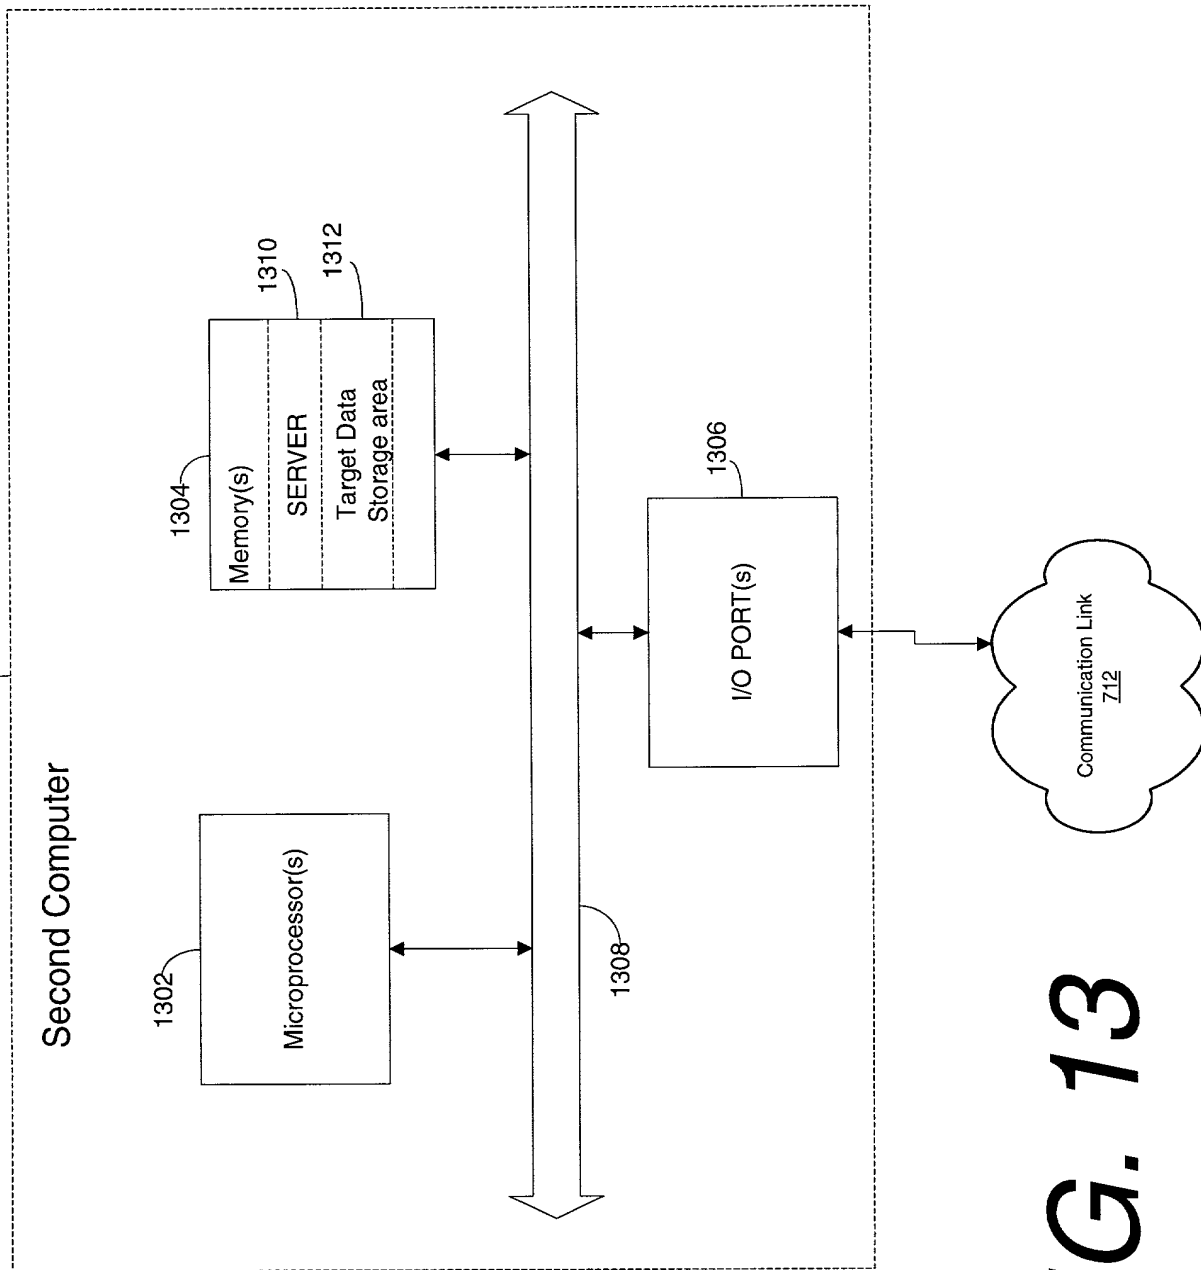 Second Computer
1302
Microprocessor(s)
1304
Memory(s)
SERVER
Target Data
Storage area
1310
1312
1308
1306
I/O PORT(s)
Communication Link
712
G. 13